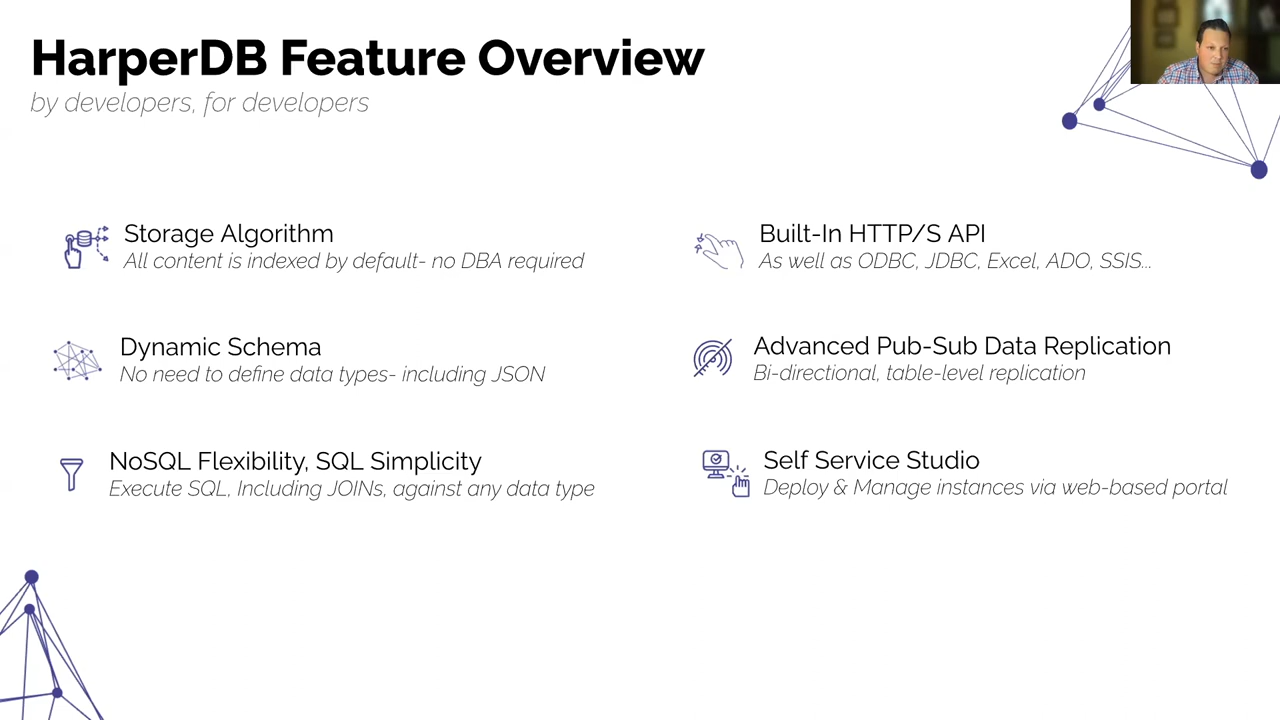 HarperDB Feature Overview
by developers, for developers
Storage Algorithm
All content is indexed by default- no DBA required
Dynamic Schema
No need to define data types- including JSON
NoSQL Flexibility, SQL Simplicity
Execute SQL, Including JOINs, against any data type
Built-In HTTP/S API
As well as ODBC, JDBC, Excel, ADO, SSIS...
Advanced Pub-Sub Data Replication
Bi-directional, table-level replication
Self Service Studio
Deploy & Manage instances via web-based portal